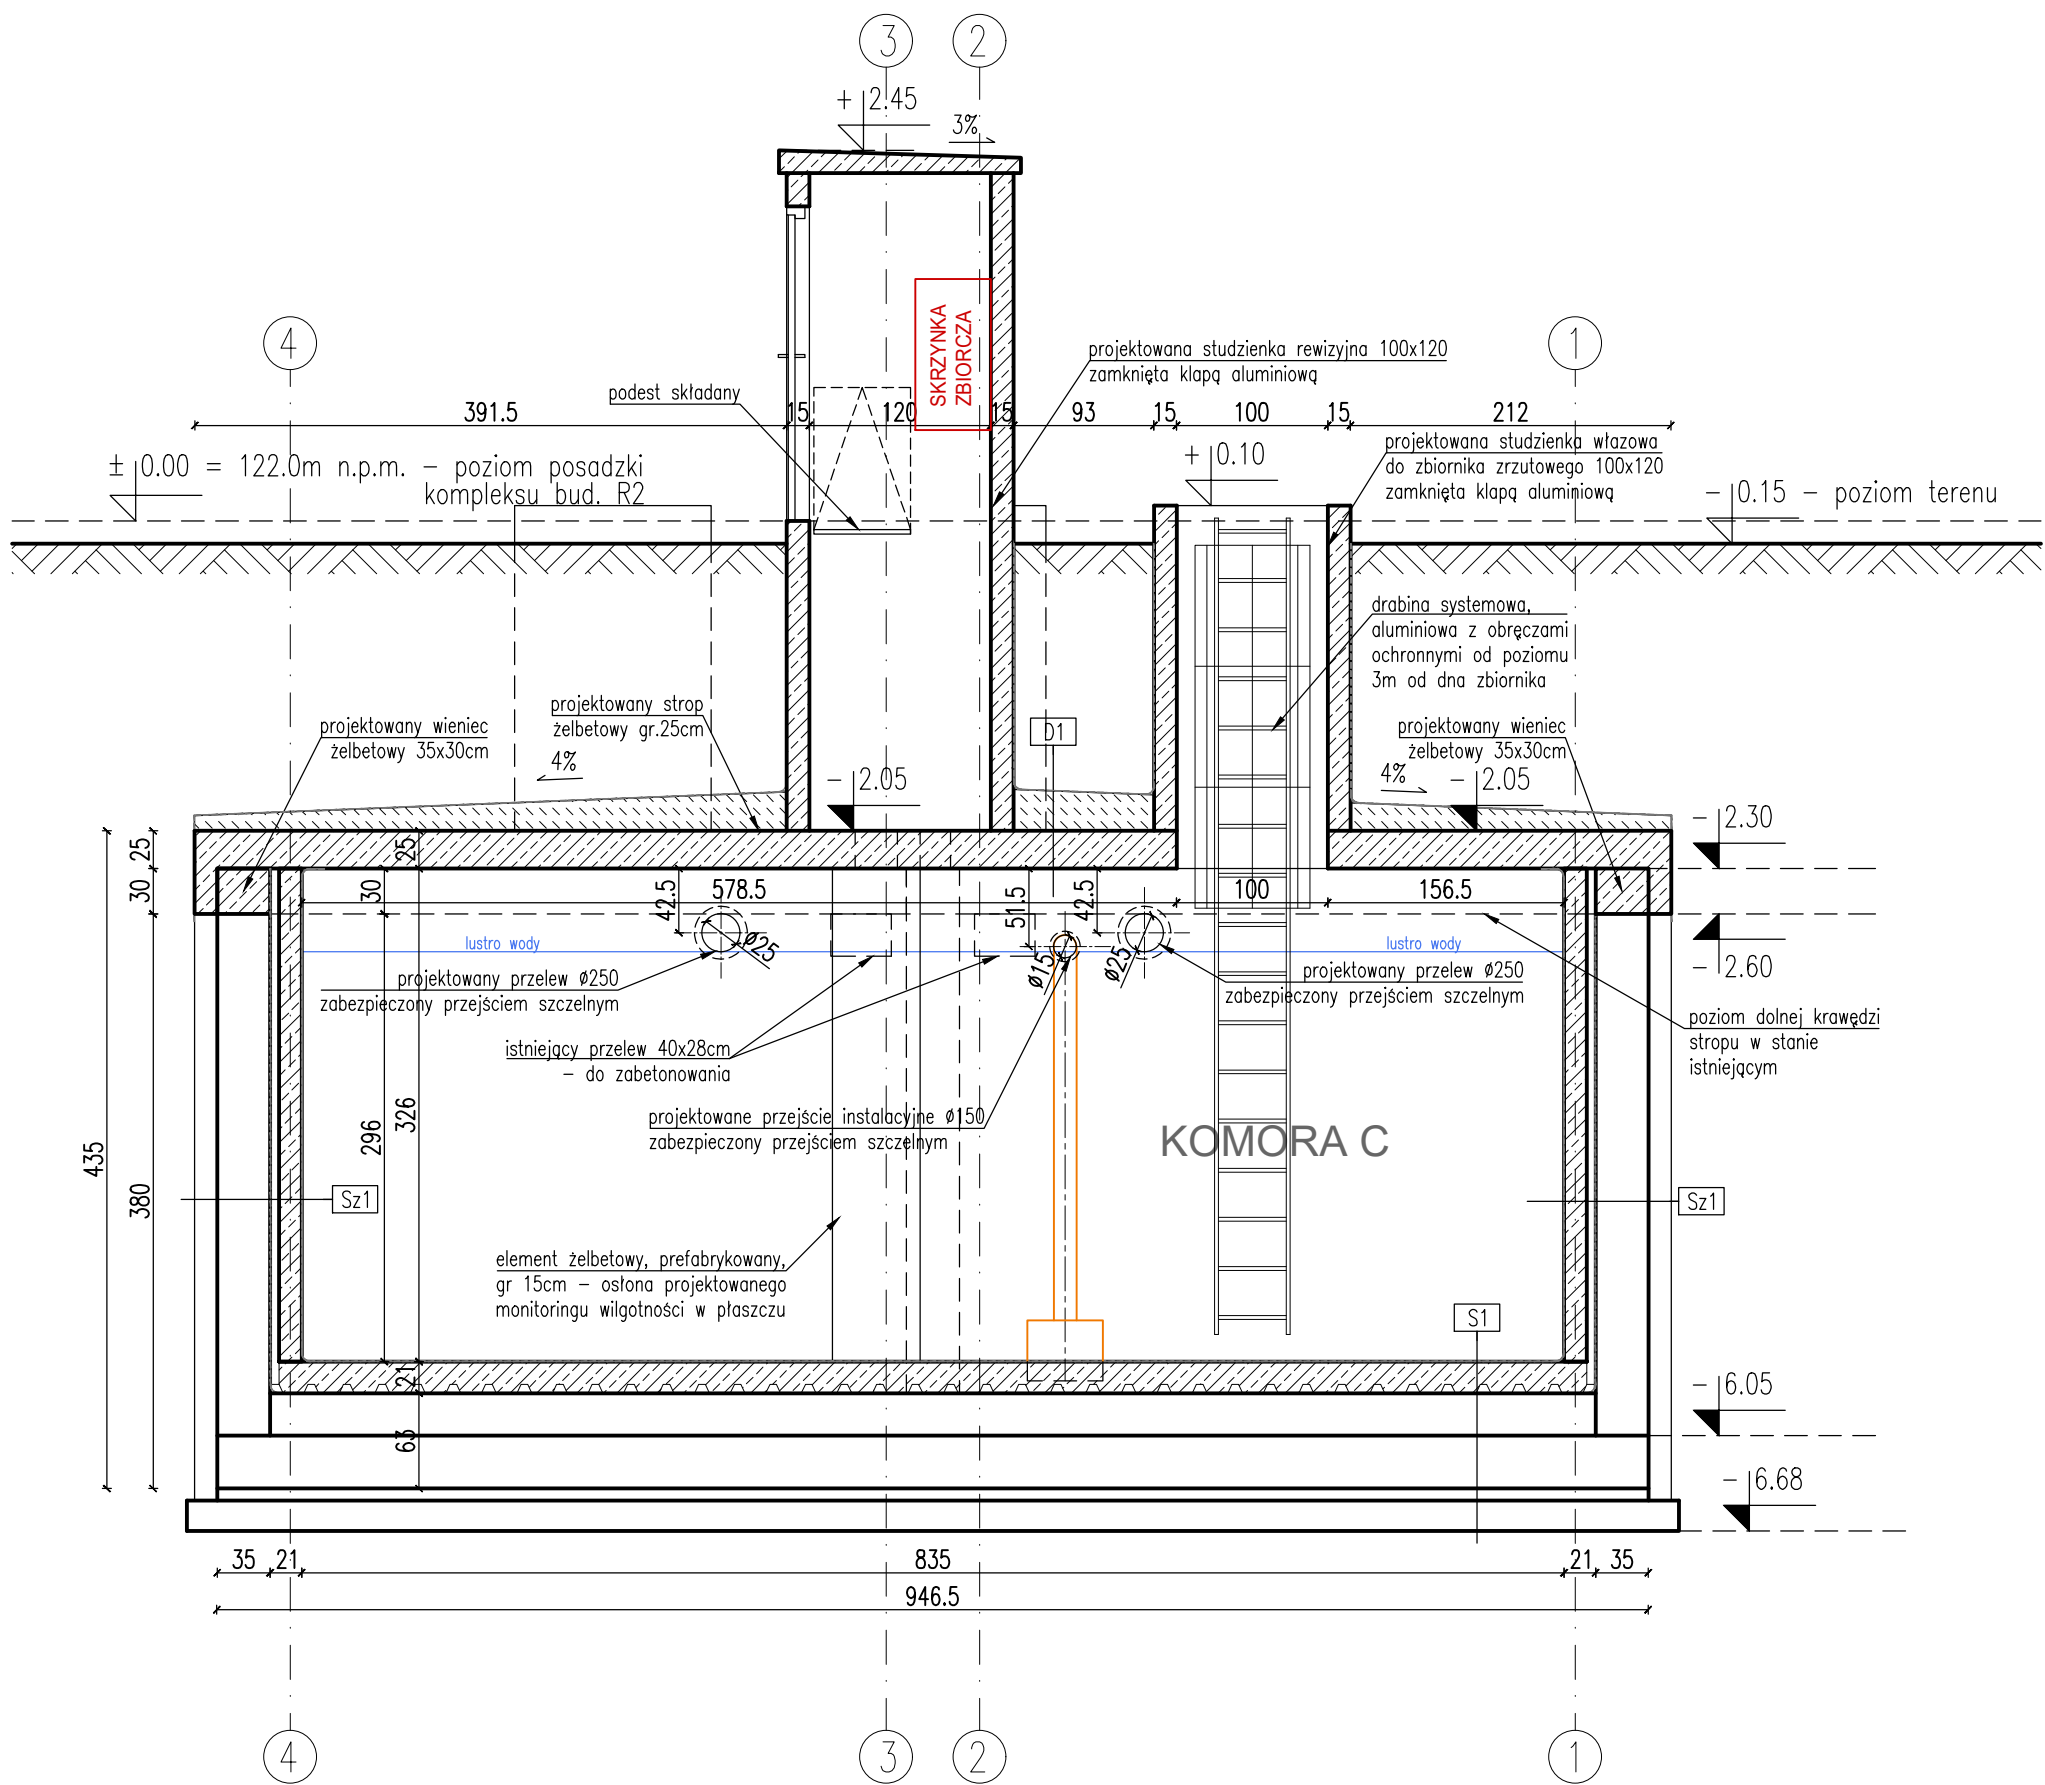 3
2
+ 2.45
3%
4
1
SKRZYNKA
ZBIORCZA
projektowana studzienka rewizyjna 100x120
zamknięta klapą aluminiową
podest składany
391.5
15
120
15
93
15
100
15
212
projektowana studzienka włazowa
do zbiornika zrzutowego 100x120
zamknięta klapą aluminiową
± 0.00 = 122.0m n.p.m. – poziom posadzki
kompleksu bud. R2
+ 0.10
– 0.15 – poziom terenu
drabina systemowa,
aluminiowa z obręczami
ochronnymi od poziomu
3m od dna zbiornika
projektowany wieniec
żelbetowy 35x30cm
projektowany strop
żelbetowy gr.25cm
4%
D1
projektowany wieniec
żelbetowy 35x30cm
4%
– 2.05
– 2.05
– 2.30
25
30
25
30
42.5
578.5
51.5
42.5
100
156.5
lustro wody
ø25
ø15
ø25
lustro wody
– 2.60
projektowany przelew ø250
zabezpieczony przejściem szczelnym
projektowany przelew ø250
zabezpieczony przejściem szczelnym
poziom dolnej krawędzi
stropu w stanie
istniejącym
istniejący przelew 40x28cm
– do zabetonowania
projektowane przejście instalacyjne ø150
zabezpieczony przejściem szczelnym
KOMORA C
435
380
296
326
Sz1
Sz1
element żelbetowy, prefabrykowany,
gr 15cm – osłona projektowanego
monitoringu wilgotności w płaszczu
S1
21
63
– 6.05
– 6.68
35
21
835
21
35
946.5
4
3
2
1